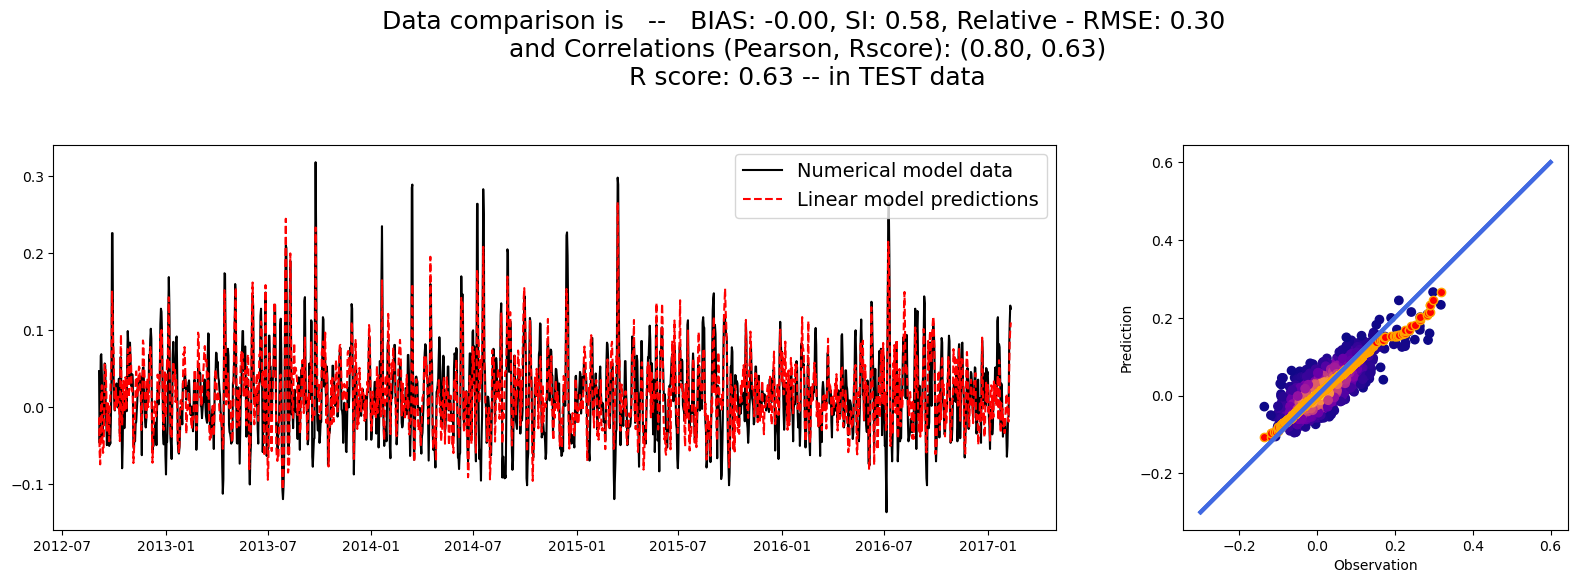 Data comparison is   --   BIAS: -0.00, SI: 0.58, Relative - RMSE: 0.30
and Correlations (Pearson, Rscore): (0.80, 0.63)
R score: 0.63 -- in TEST data
Numerical model data
Linear model predictions
0.3
0.2
0.1
0.0
−0.1
2012-07 2013-01 2013-07 2014-01 2014-07 2015-01 2015-07 2016-01 2016-07 2017-01
0.6
0.4
0.2
0.0
−0.2
Prediction
−0.2 0.0 0.2 0.4 0.6
Observation